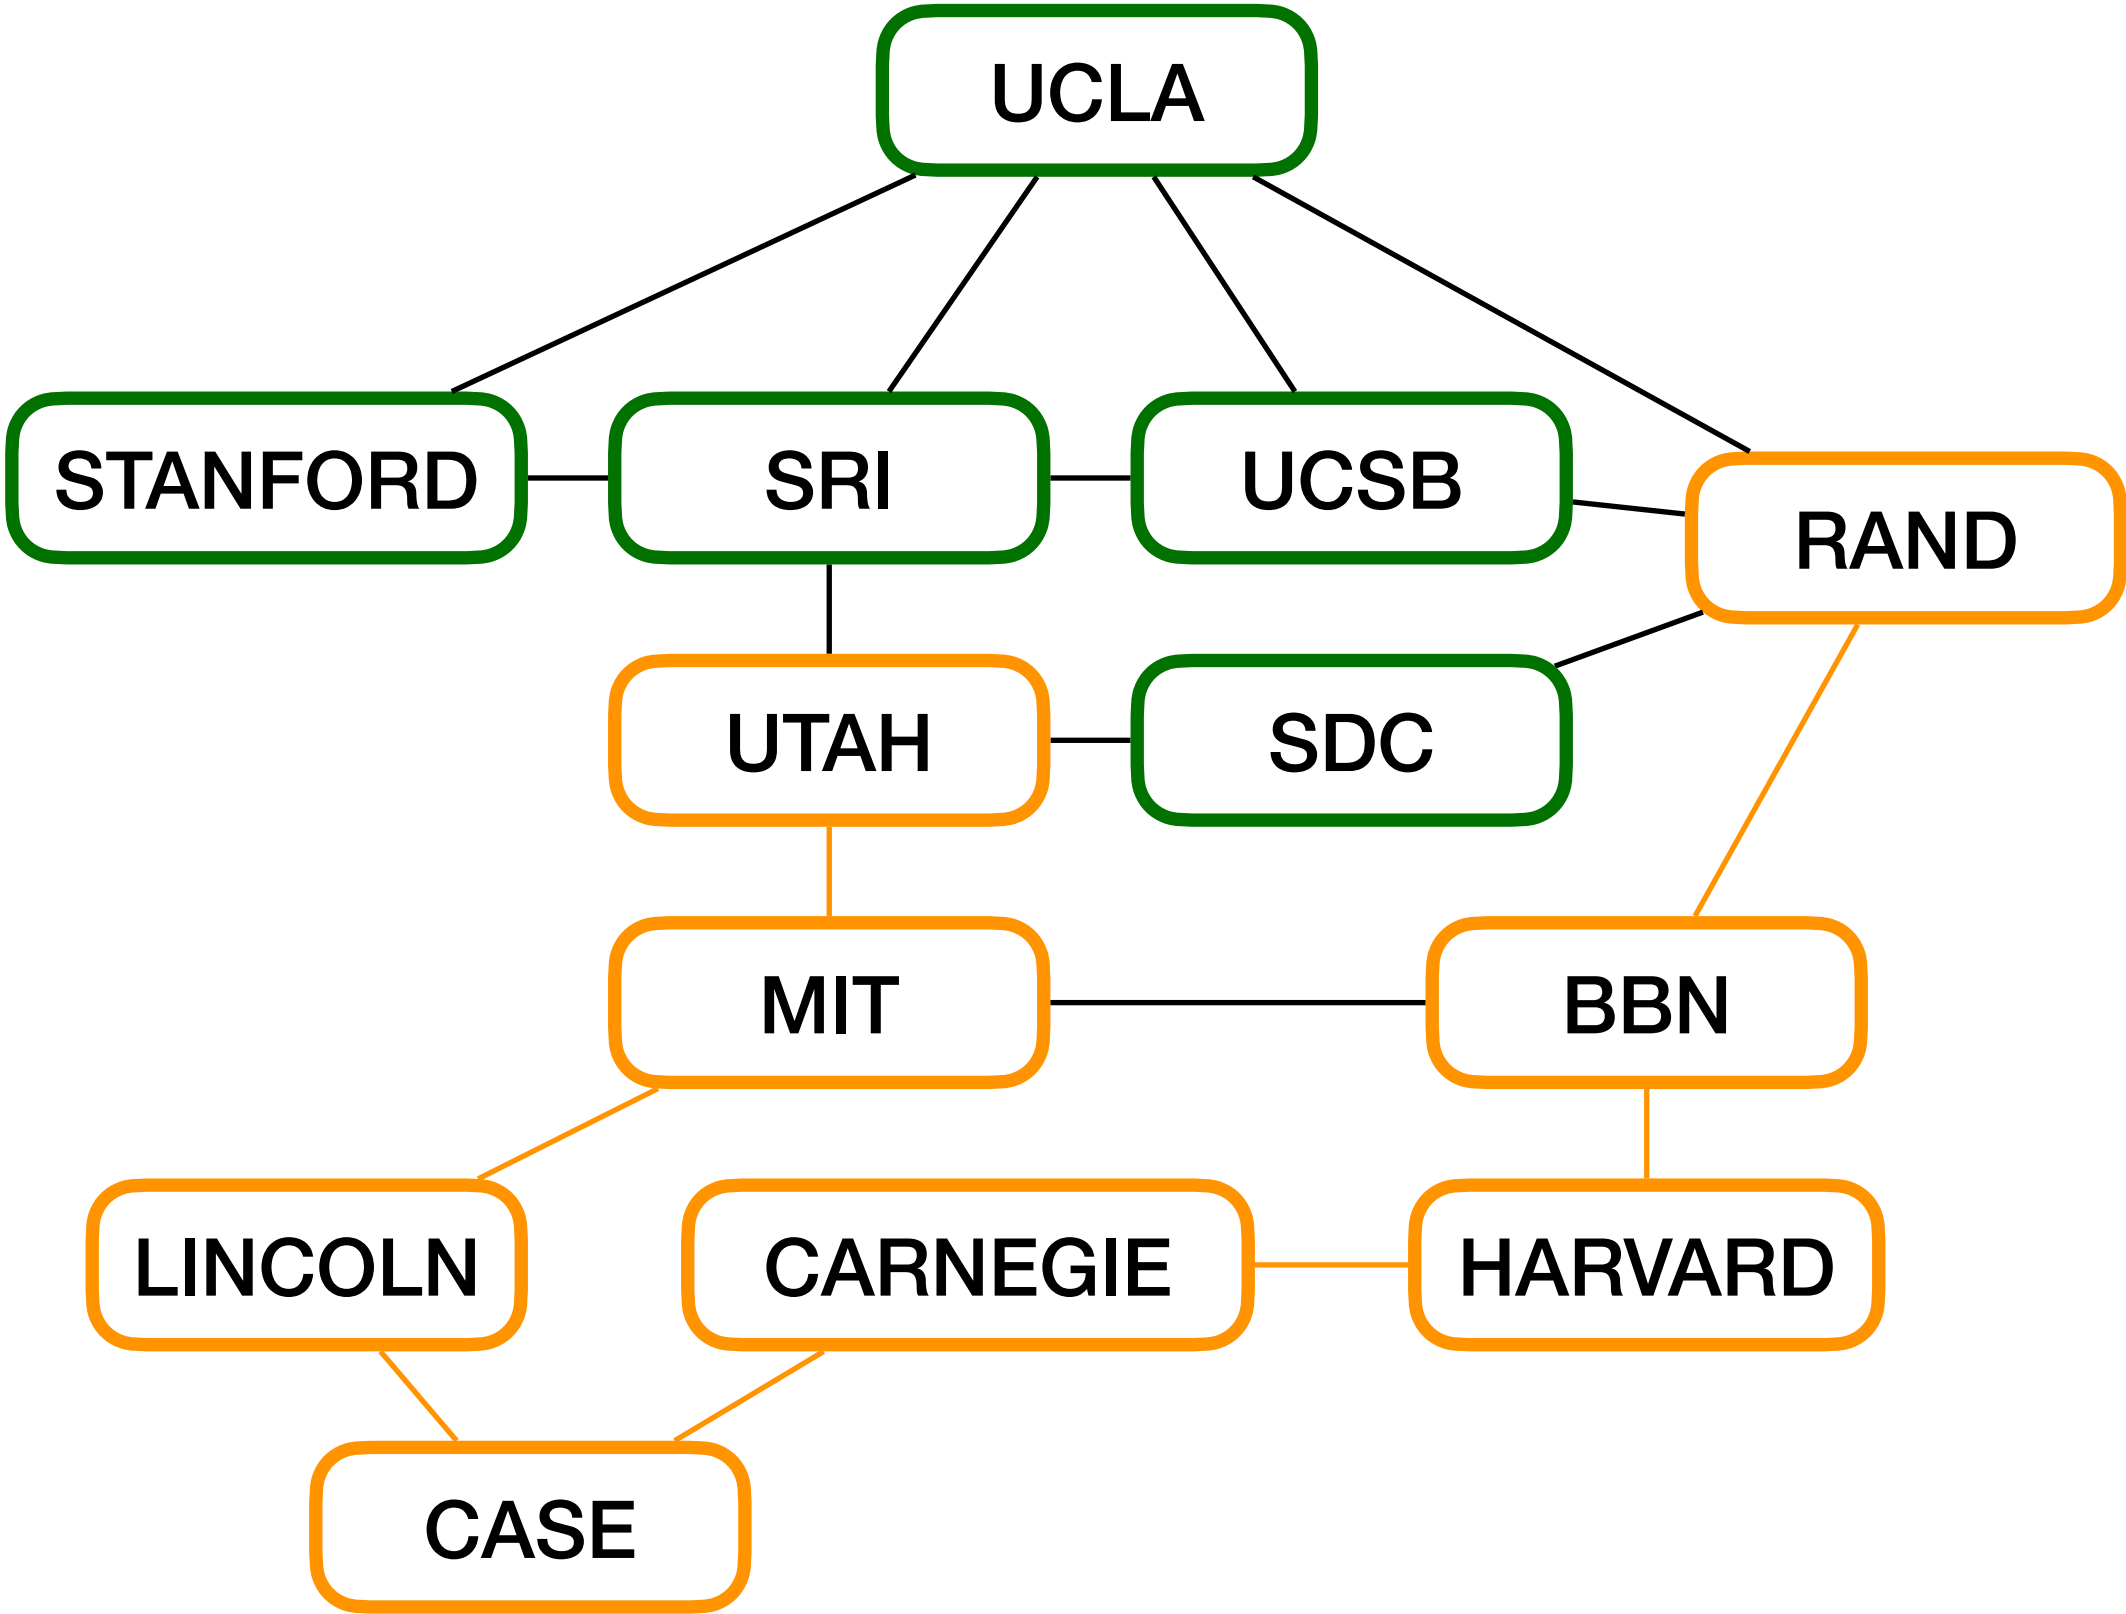 UCLA
STANFORD
SRI
UCSB
RAND
UTAH
SDC
MIT
BBN
LINCOLN
CARNEGIE
HARVARD
CASE